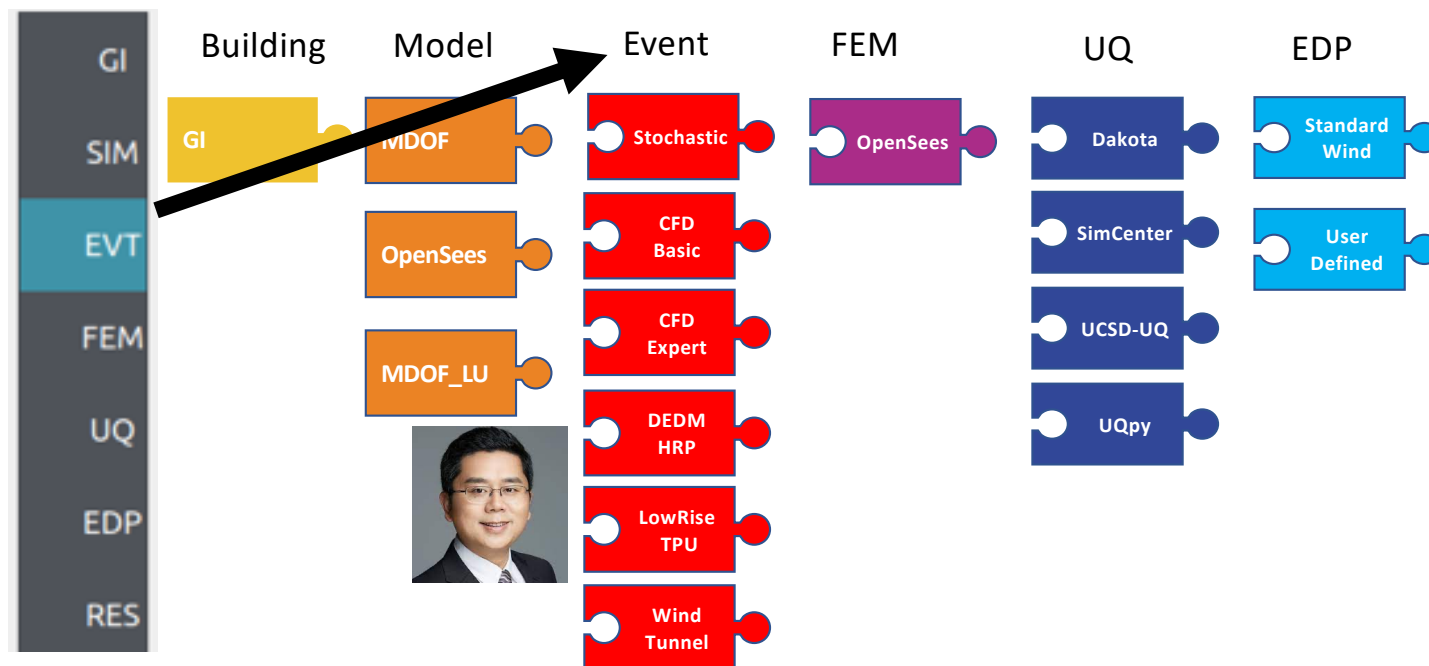 GI
SIM
EVT
FEM
UQ
EDP
RES
Building
Model
Event
FEM
UQ
EDP
GI
MDOF
OpenSees
MDOF_LU
Stochastic
CFD
Basic
CFD
Expert
DEDM
HRP
LowRise
TPU
Wind
Tunnel
OpenSees
Dakota
SimCenter
UCSD-UQ
UQpy
Standard
Wind
User
Defined